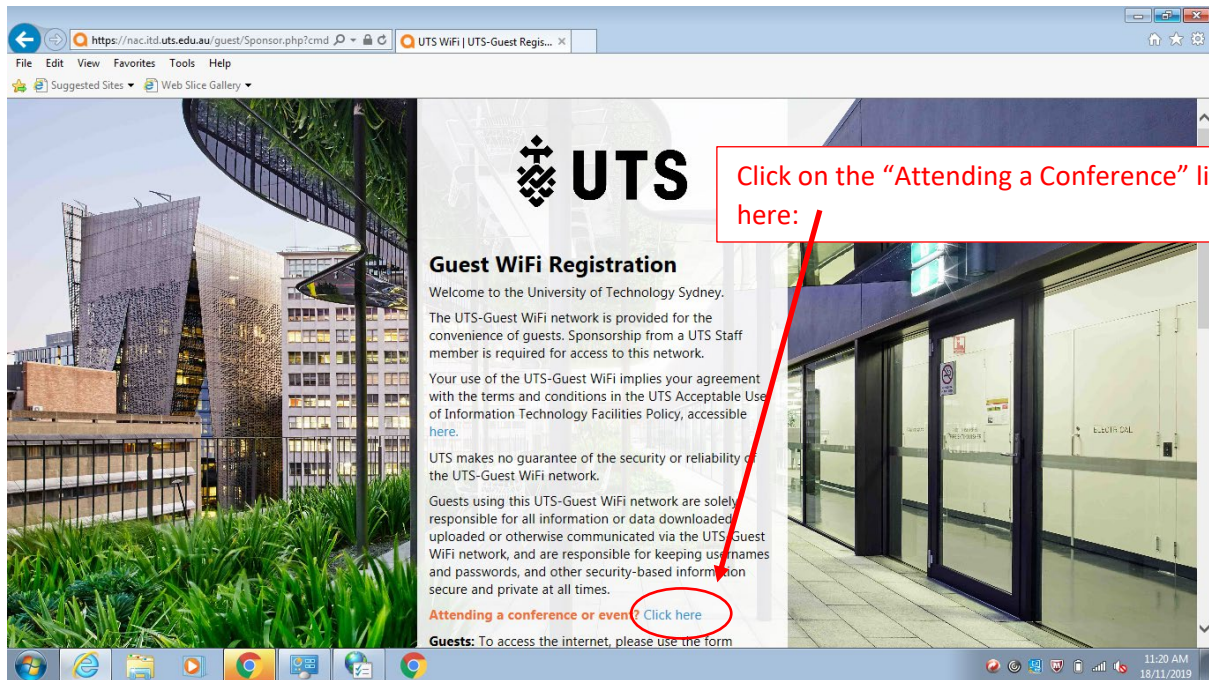 https://nac.itd.uts.edu.au/guest/Sponsor.php?cmd
UTS WiFi | UTS-Guest Regis...
File Edit View Favorites Tools Help
Suggested Sites Web Slice Gallery
UTS
Click on the “Attending a Conference” li
here:
Guest WiFi Registration
Welcome to the University of Technology Sydney.
The UTS-Guest WiFi network is provided for the
convenience of guests. Sponsorship from a UTS Staff
member is required for access to this network.
Your use of the UTS-Guest WiFi implies your agreement
with the terms and conditions in the UTS Acceptable Use
of Information Technology Facilities Policy, accessible
here.
UTS makes no guarantee of the security or reliability of
the UTS-Guest WiFi network.
Guests using this UTS-Guest WiFi network are solely
responsible for all information or data downloaded,
uploaded or otherwise communicated via the UTS-Guest
WiFi network, and are responsible for keeping usernames
and passwords, and other security-based information
secure and private at all times.
Attending a conference or event? Click here
Guests: To access the internet, please use the form
ELECTRICAL
11:20 AM
18/11/2019